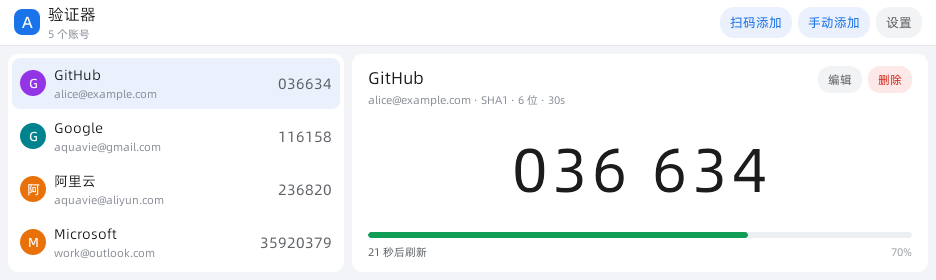 A
验证器
5 个账号
扫码添加
手动添加
设置
G
GitHub
alice@example.com
036634
G
Google
aquavie@gmail.com
116158
阿
阿里云
aquavie@aliyun.com
236820
M
Microsoft
work@outlook.com
35920379
GitHub
alice@example.com · SHA1 · 6 位 · 30s
编辑
删除
036 634
21 秒后刷新
70%